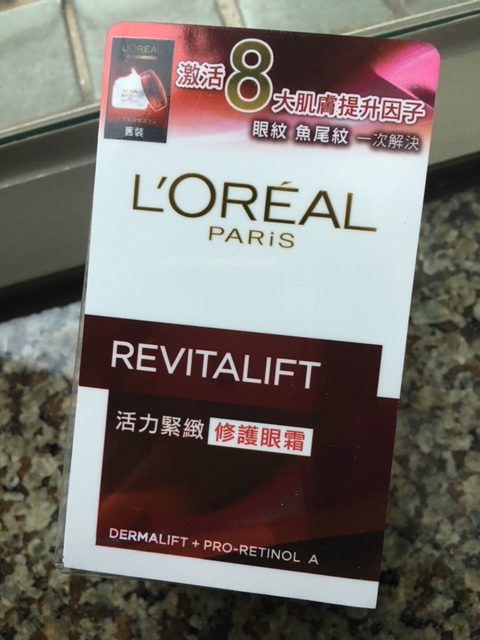 L'ORÉAL
舊裝
激活8大肌膚提升因子
眼紋 魚尾紋 一次解決
L'ORÉAL
PARiS
REVITALIFT
活力緊緻 修護眼霜
DERMALIFT + PRO-RETINOL A